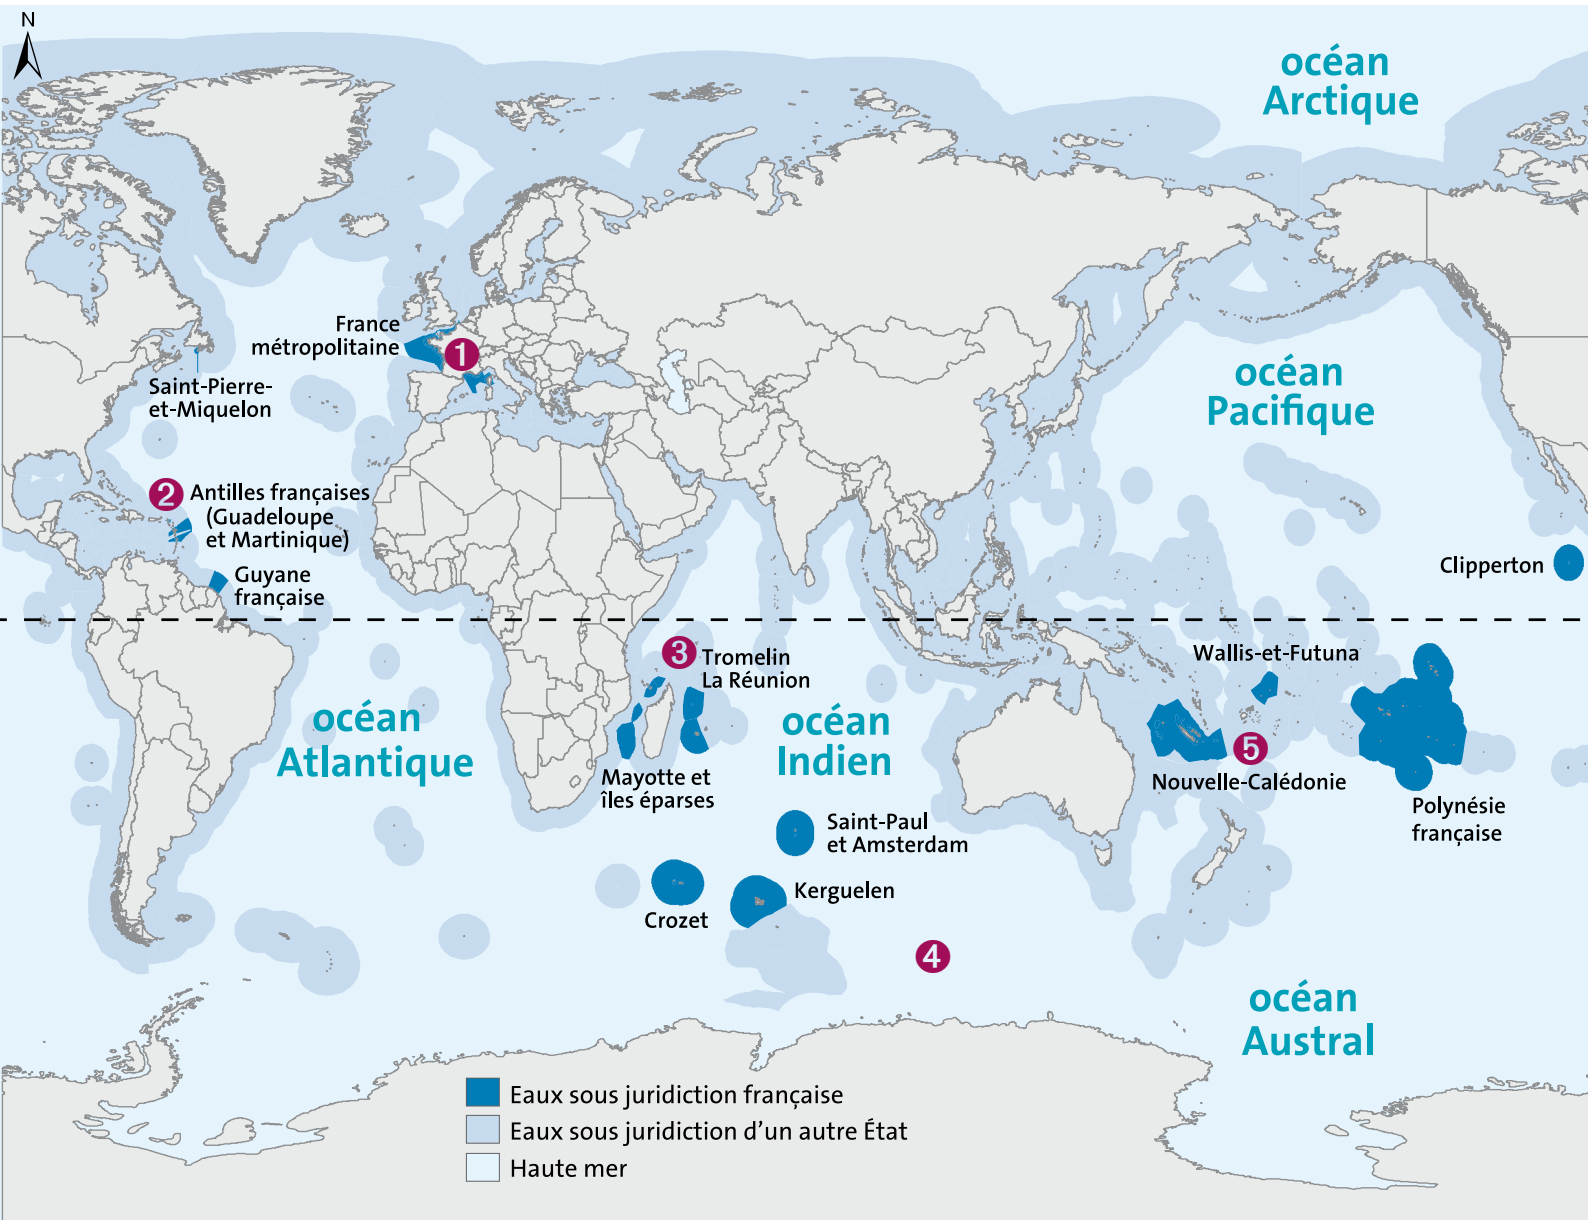 N
océan
Arctique
France
métropolitaine
1
Saint-Pierre-
et-Miquelon
océan
Pacifique
2
Antilles françaises
(Guadeloupe
et Martinique)
Guyane
française
Clipperton
3
Tromelin
La Réunion
Wallis-et-Futuna
océan
Atlantique
océan
Indien
5
Mayotte et
îles éparses
Nouvelle-Calédonie
Polynésie
française
Saint-Paul
et Amsterdam
Kerguelen
Crozet
4
océan
Austral
Eaux sous juridiction française
Eaux sous juridiction d'un autre État
Haute mer